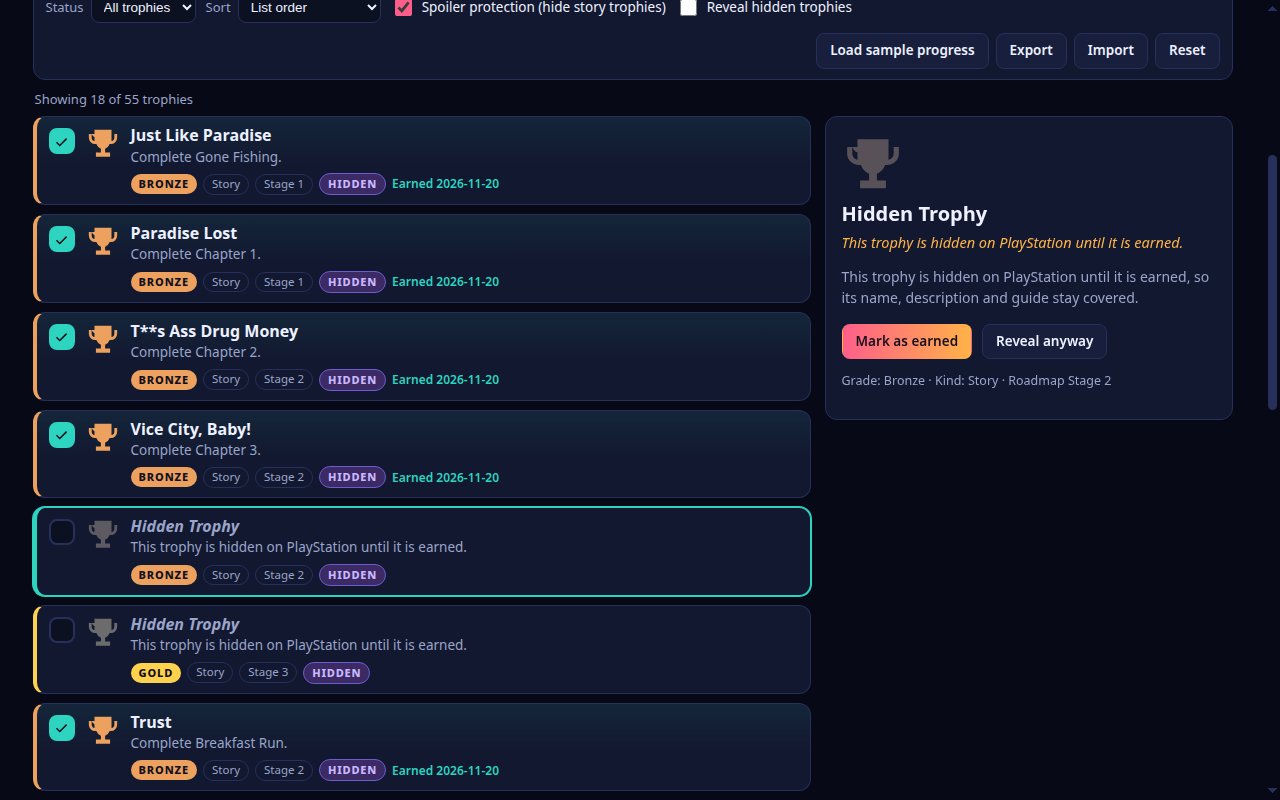 Status All trophies Sort List order Spoiler protection (hide story trophies) Reveal hidden trophies
Load sample progress Export Import Reset
Showing 18 of 55 trophies
Just Like Paradise
Complete Gone Fishing.
BRONZE Story Stage 1 HIDDEN Earned 2026-11-20
Paradise Lost
Complete Chapter 1.
BRONZE Story Stage 1 HIDDEN Earned 2026-11-20
T**s Ass Drug Money
Complete Chapter 2.
BRONZE Story Stage 2 HIDDEN Earned 2026-11-20
Vice City, Baby!
Complete Chapter 3.
BRONZE Story Stage 2 HIDDEN Earned 2026-11-20
Hidden Trophy
This trophy is hidden on PlayStation until it is earned.
BRONZE Story Stage 2 HIDDEN
Hidden Trophy
This trophy is hidden on PlayStation until it is earned.
GOLD Story Stage 3 HIDDEN
Trust
Complete Breakfast Run.
BRONZE Story Stage 2 HIDDEN Earned 2026-11-20
Hidden Trophy
This trophy is hidden on PlayStation until it is earned.
This trophy is hidden on PlayStation until it is earned, so
its name, description and guide stay covered.
Mark as earned Reveal anyway
Grade: Bronze · Kind: Story · Roadmap Stage 2